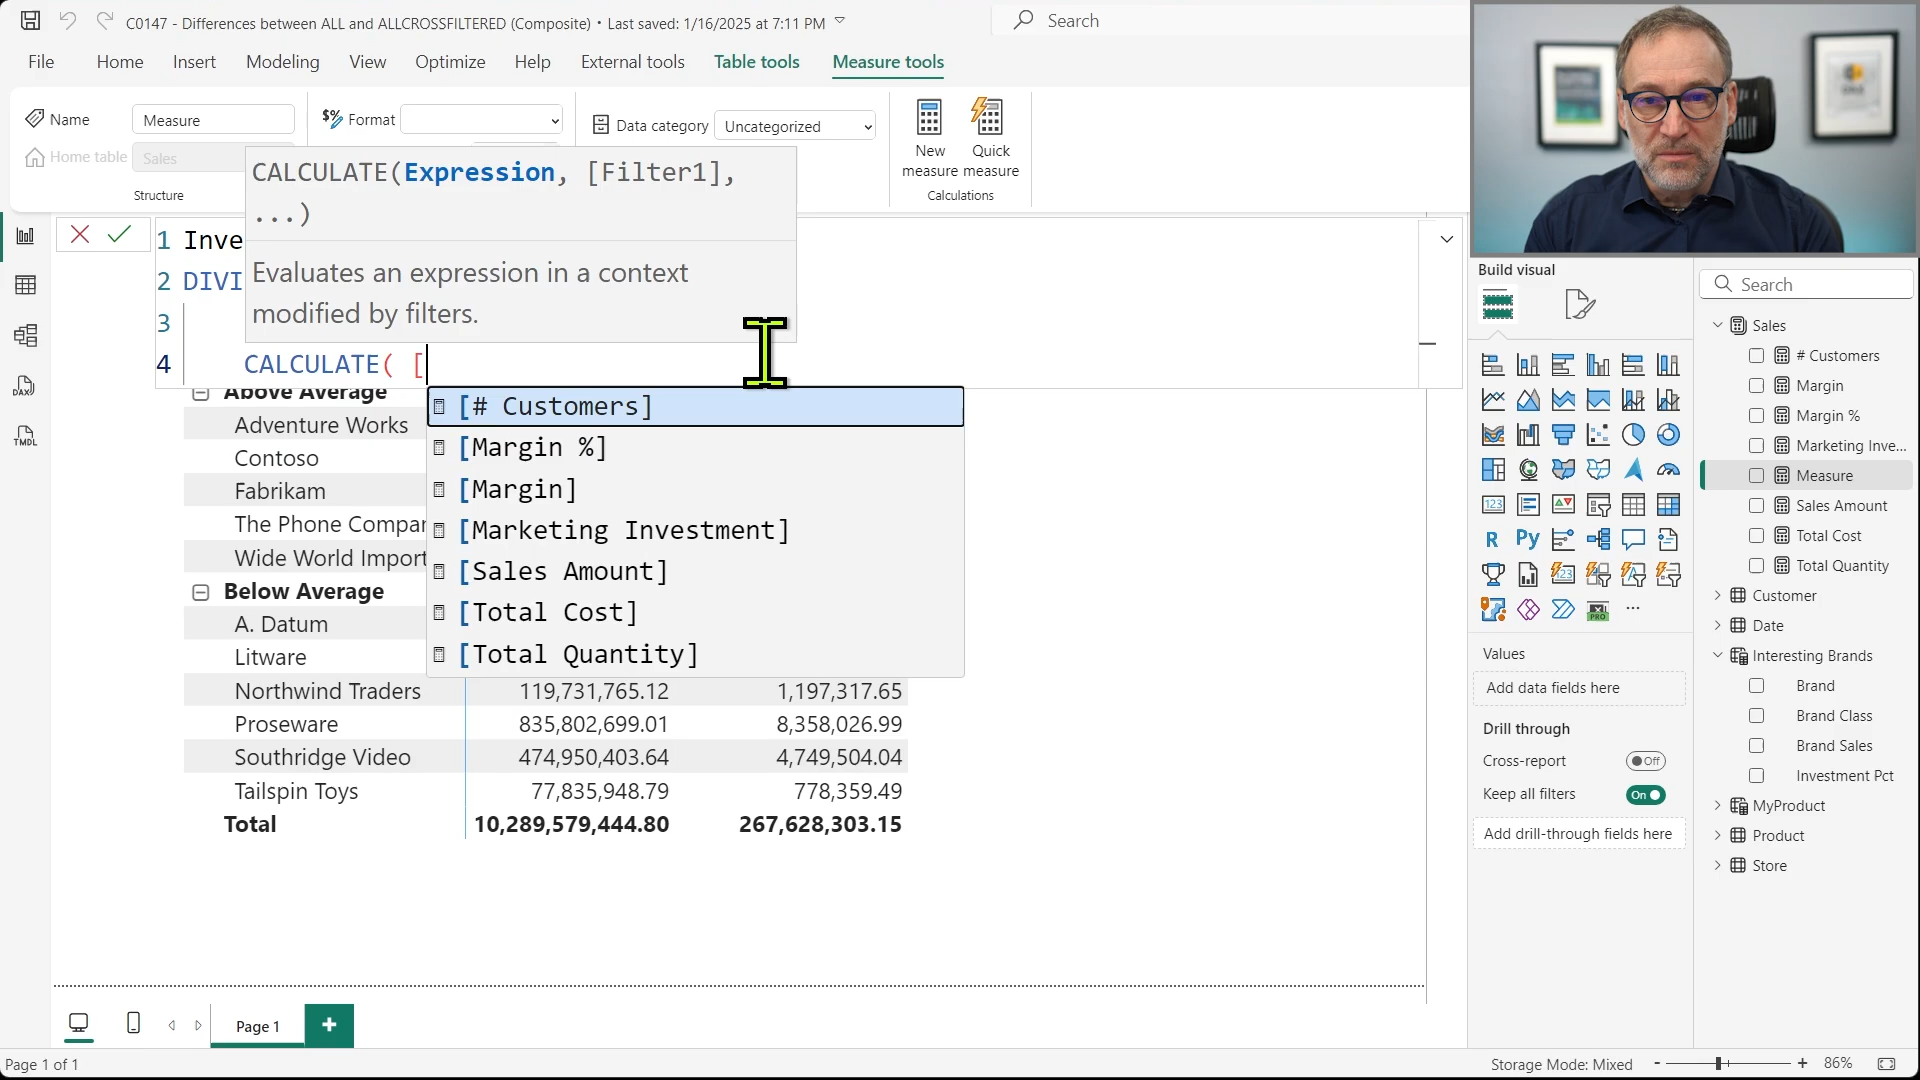 C0147 - Differences between ALL and ALLCROSSFILTERED (Composite) • Last saved: 1/16/2025 at 7:11 PM
Search
File
Home
Insert
Modeling
View
Optimize
Help
External tools
Table tools
Measure tools
Name
Measure
Home table
Sales
Structure
$% Format
Data category
Uncategorized
New measure
Quick measure
Calculations
CALCULATE(Expression, [Filter1],
...)
Evaluates an expression in a context
modified by filters.
1 Inve
2 DIVI
3
4 CALCULATE( [
[# Customers]
[Margin %]
[Margin]
[Marketing Investment]
[Sales Amount]
[Total Cost]
[Total Quantity]
Above Average
Adventure Works
Contoso
Fabrikam
The Phone Compar
Wide World Import
Below Average
A. Datum
Litware
Northwind Traders 119,731,765.12 1,197,317.65
Proseware 835,802,699.01 8,358,026.99
Southridge Video 474,950,403.64 4,749,504.04
Tailspin Toys 77,835,948.79 778,359.49
Total 10,289,579,444.80 267,628,303.15
DAX
TMDL
Build visual
123
R
Py
123
PRO
...
Values
Add data fields here
Drill through
Cross-report
Off
Keep all filters
On
Add drill-through fields here
Search
Sales
# Customers
Margin
Margin %
Marketing Inve...
Measure
Sales Amount
Total Cost
Total Quantity
Customer
Date
Interesting Brands
Brand
Brand Class
Brand Sales
Investment Pct
MyProduct
Product
Store
Page 1
+
Page 1 of 1
Storage Mode: Mixed
- + 86%